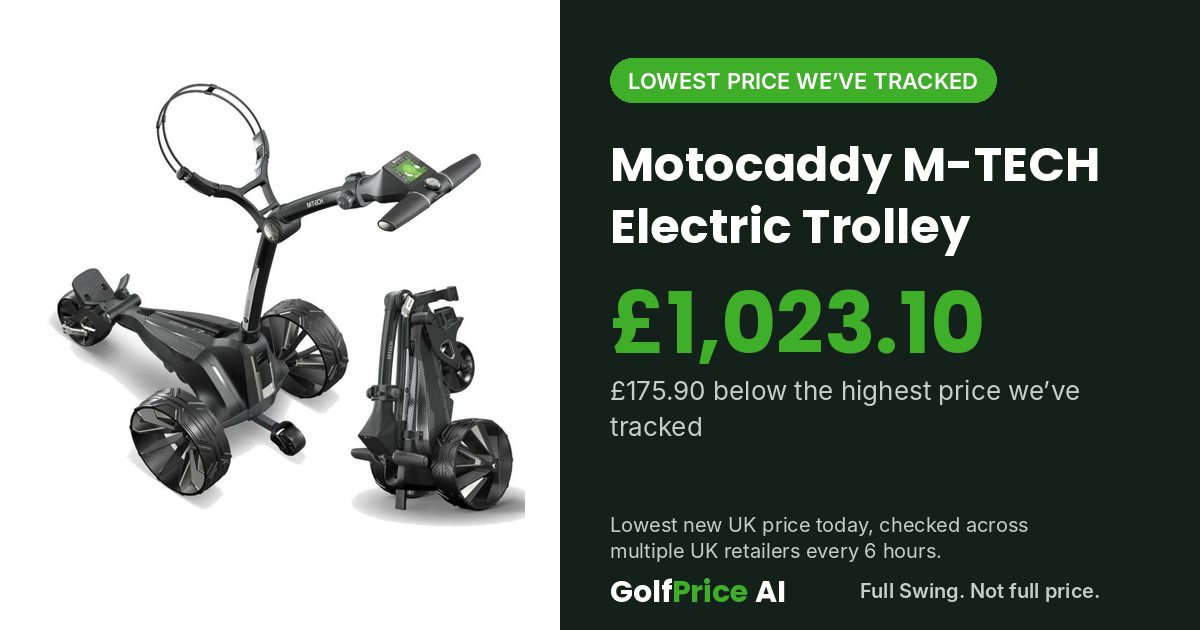 LOWEST PRICE WE’VE TRACKED
Motocaddy M-TECH
Electric Trolley
£1,023.10
£175.90 below the highest price we’ve
tracked
Lowest new UK price today, checked across
multiple UK retailers every 6 hours.
GolfPrice AI
Full Swing. Not full price.
M-TECH